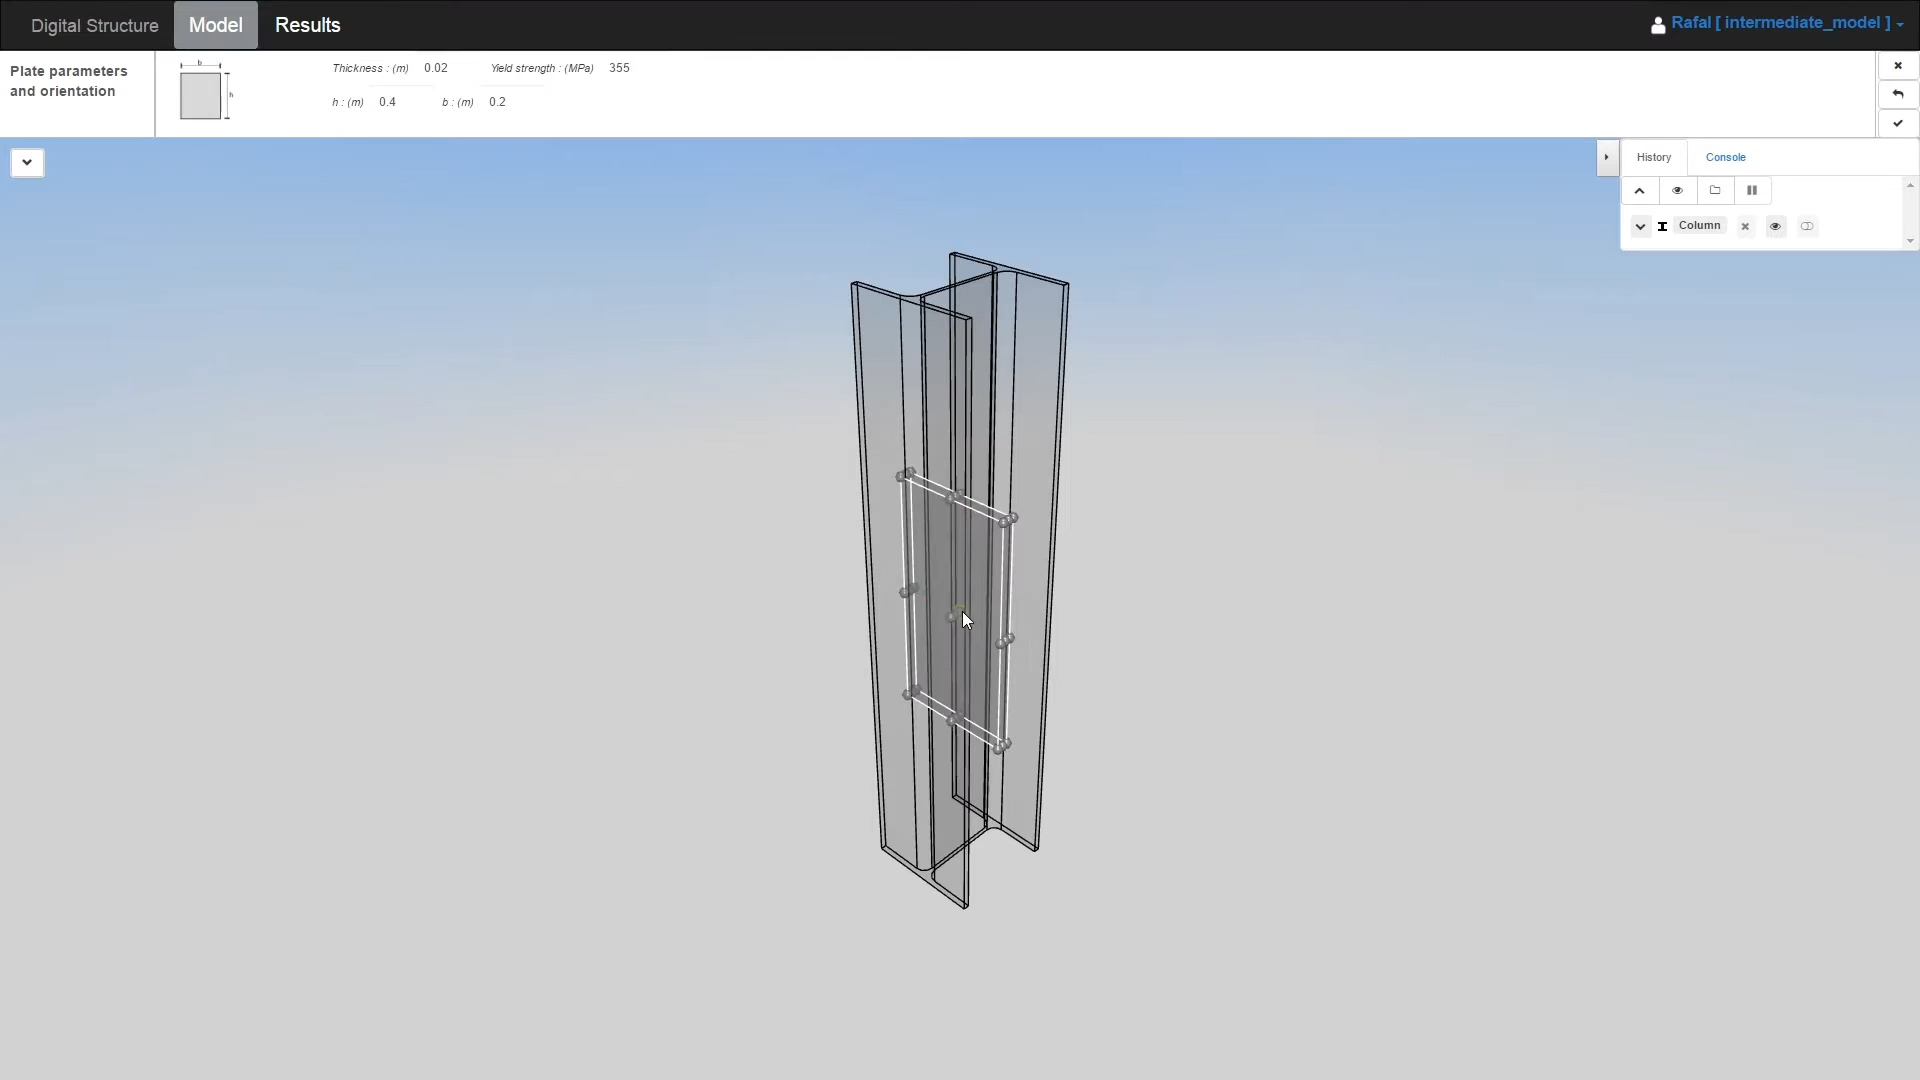 Digital Structure Model Results Rafal [ intermediate_model ]
Plate parameters
and orientation
b
h
Thickness : (m) 0.02 Yield strength : (MPa) 355
h : (m) 0.4 b : (m) 0.2
History Console
Column